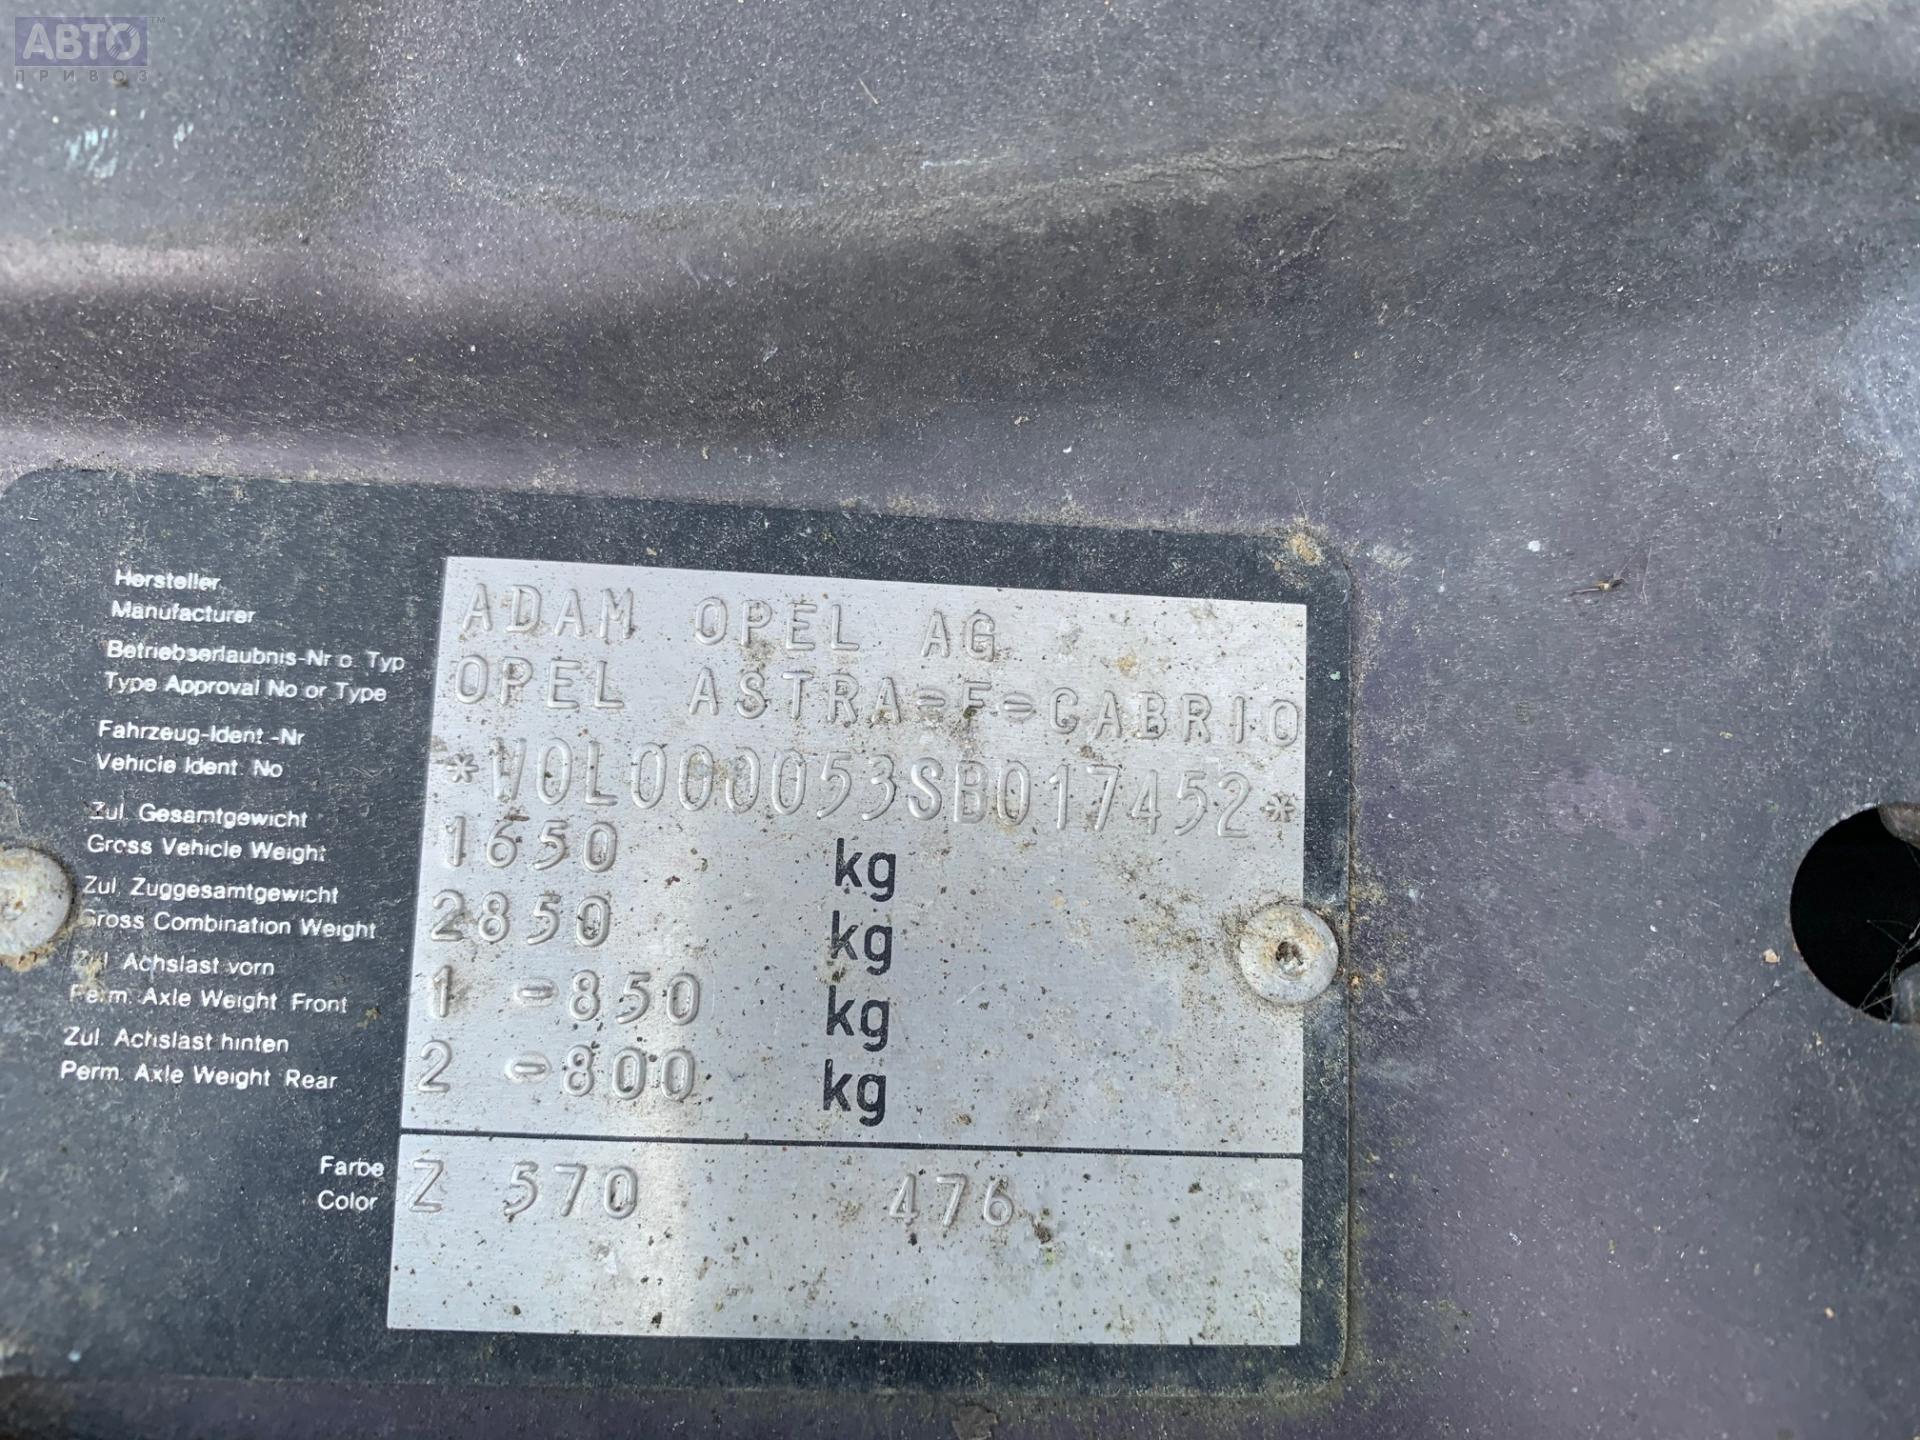 АВТО™
ПРИВОЗ
Hersteller
Manufacturer
ADAM OPEL AG
Betriebserlaubnis-Nr o Typ
Type Approval No or Type
OPEL ASTRA-F-CABRIO
Fahrzeug-Ident.-Nr
Vehicle Ident. No
*W0L000053SB017452*
Zul. Gesamtgewicht
Gross Vehicle Weight
1650 kg
Zul. Zuggesamtgewicht
Gross Combination Weight
2850 kg
Zul. Achslast vorn
Perm. Axle Weight Front
1 -850 kg
Zul. Achslast hinten
Perm. Axle Weight Rear
2 -800 kg
Farbe
Color
Z 570 476